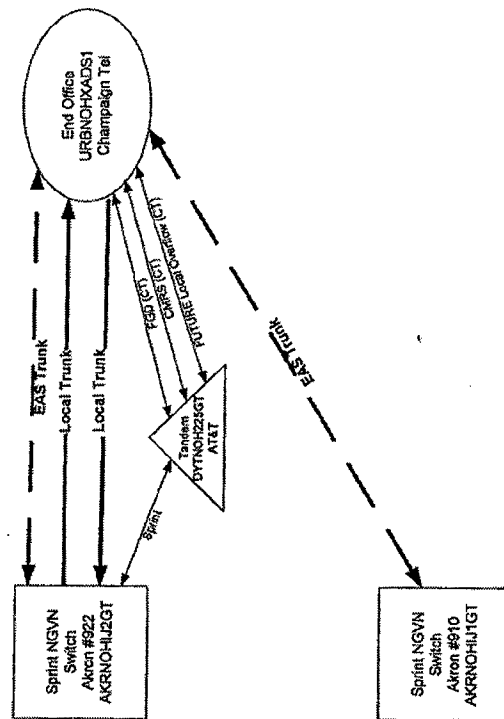 End Office
URBNOHXADS1
Champaign Tel
EAS Trunk
Local Trunk
Local Trunk
FGD (CT)
CMRS (CT)
FUTURE Local Overflow (CT)
Tandem
DYTNOH225GT
AT&T
Sprint
EAS Trunk
Sprint NGVN
Switch
Akron #922
AKRNOHIJ2GT
Sprint NGVN
Switch
Akron #910
AKRNOHIJ1GT